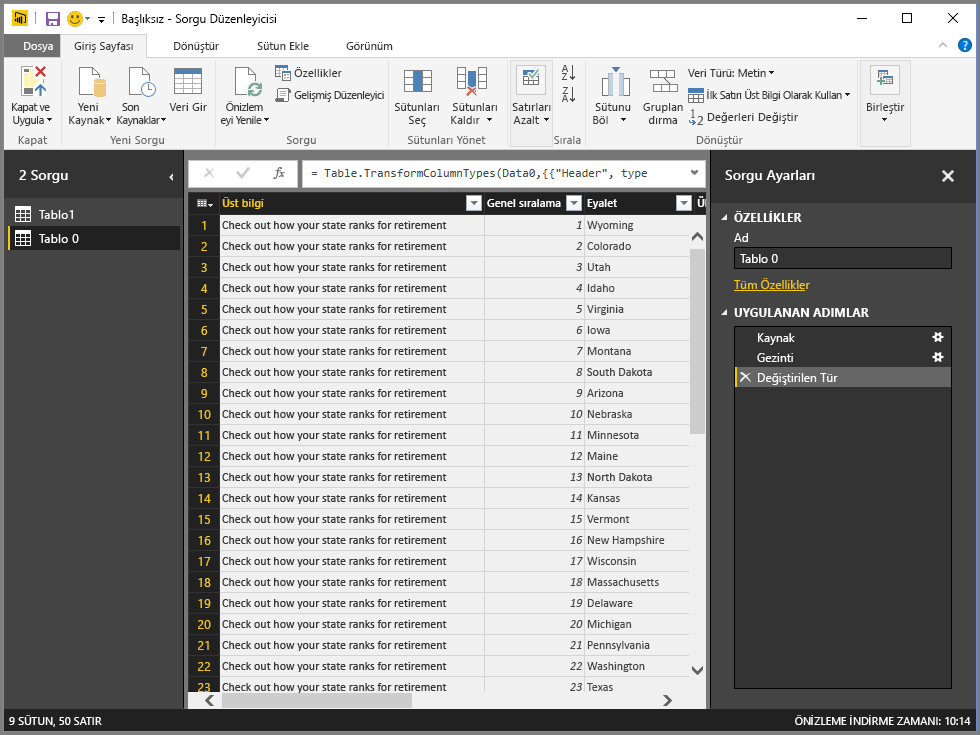 Başlıksız - Sorgu Düzenleyicisi
Dosya Giriş Sayfası Dönüştür Sütun Ekle Görünüm
Kapat ve Uygula
Kapat
Yeni Kaynak
Son Kaynaklar
Veri Gir
Yeni Sorgu
Önizlem eyi Yenile
Özellikler
Gelişmiş Düzenleyici
Sorgu
Sütunları Seç
Sütunları Kaldır
Sütunları Yönet
Satırları Azalt
A Z
Z A
Sırala
Sütunu Böl
Gruplan dırma
Veri Türü: Metin
İlk Satırı Üst Bilgi Olarak Kullan
1 2 Değerleri Değiştir
Dönüştür
Birleştir
2 Sorgu
Tablo1
Tablo 0
fx = Table.TransformColumnTypes(Data0,{{"Header", type
Üst bilgi Genel sıralama Eyalet Ü
1 Check out how your state ranks for retirement 1 Wyoming
2 Check out how your state ranks for retirement 2 Colorado
3 Check out how your state ranks for retirement 3 Utah
4 Check out how your state ranks for retirement 4 Idaho
5 Check out how your state ranks for retirement 5 Virginia
6 Check out how your state ranks for retirement 6 Iowa
7 Check out how your state ranks for retirement 7 Montana
8 Check out how your state ranks for retirement 8 South Dakota
9 Check out how your state ranks for retirement 9 Arizona
10 Check out how your state ranks for retirement 10 Nebraska
11 Check out how your state ranks for retirement 11 Minnesota
12 Check out how your state ranks for retirement 12 Maine
13 Check out how your state ranks for retirement 13 North Dakota
14 Check out how your state ranks for retirement 14 Kansas
15 Check out how your state ranks for retirement 15 Vermont
16 Check out how your state ranks for retirement 16 New Hampshire
17 Check out how your state ranks for retirement 17 Wisconsin
18 Check out how your state ranks for retirement 18 Massachusetts
19 Check out how your state ranks for retirement 19 Delaware
20 Check out how your state ranks for retirement 20 Michigan
21 Check out how your state ranks for retirement 21 Pennsylvania
22 Check out how your state ranks for retirement 22 Washington
23 Check out how your state ranks for retirement 23 Texas
Sorgu Ayarları
ÖZELLİKLER
Ad
Tablo 0
Tüm Özellikler
UYGULANAN ADIMLAR
Kaynak
Gezinti
Değiştirilen Tür
9 SÜTUN, 50 SATIR
ÖNİZLEME İNDİRME ZAMANI: 10:14